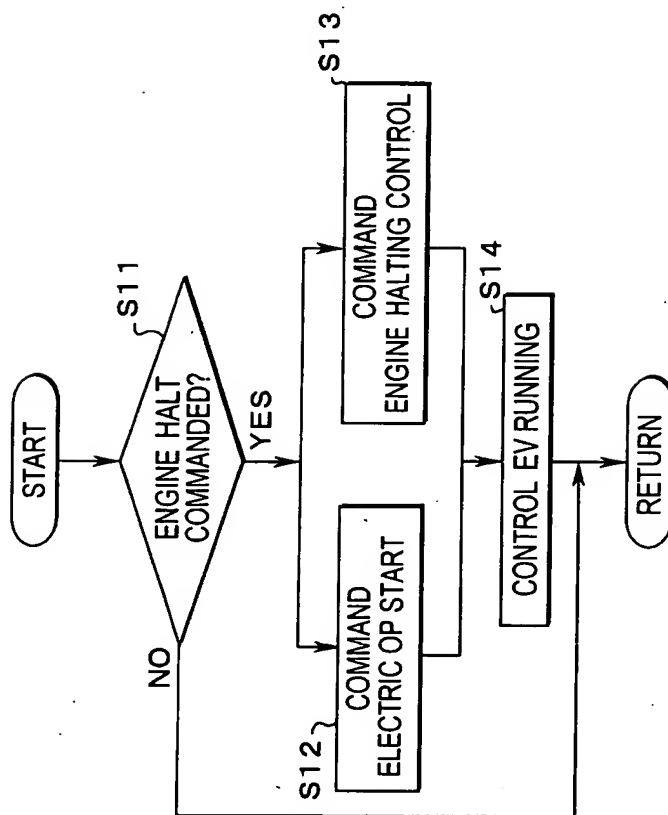 START
S11
ENGINE HALT
COMMANDED?
NO
YES
S12
COMMAND
ELECTRIC OP START
S13
COMMAND
ENGINE HALTING CONTROL
S14
CONTROL EV RUNNING
RETURN